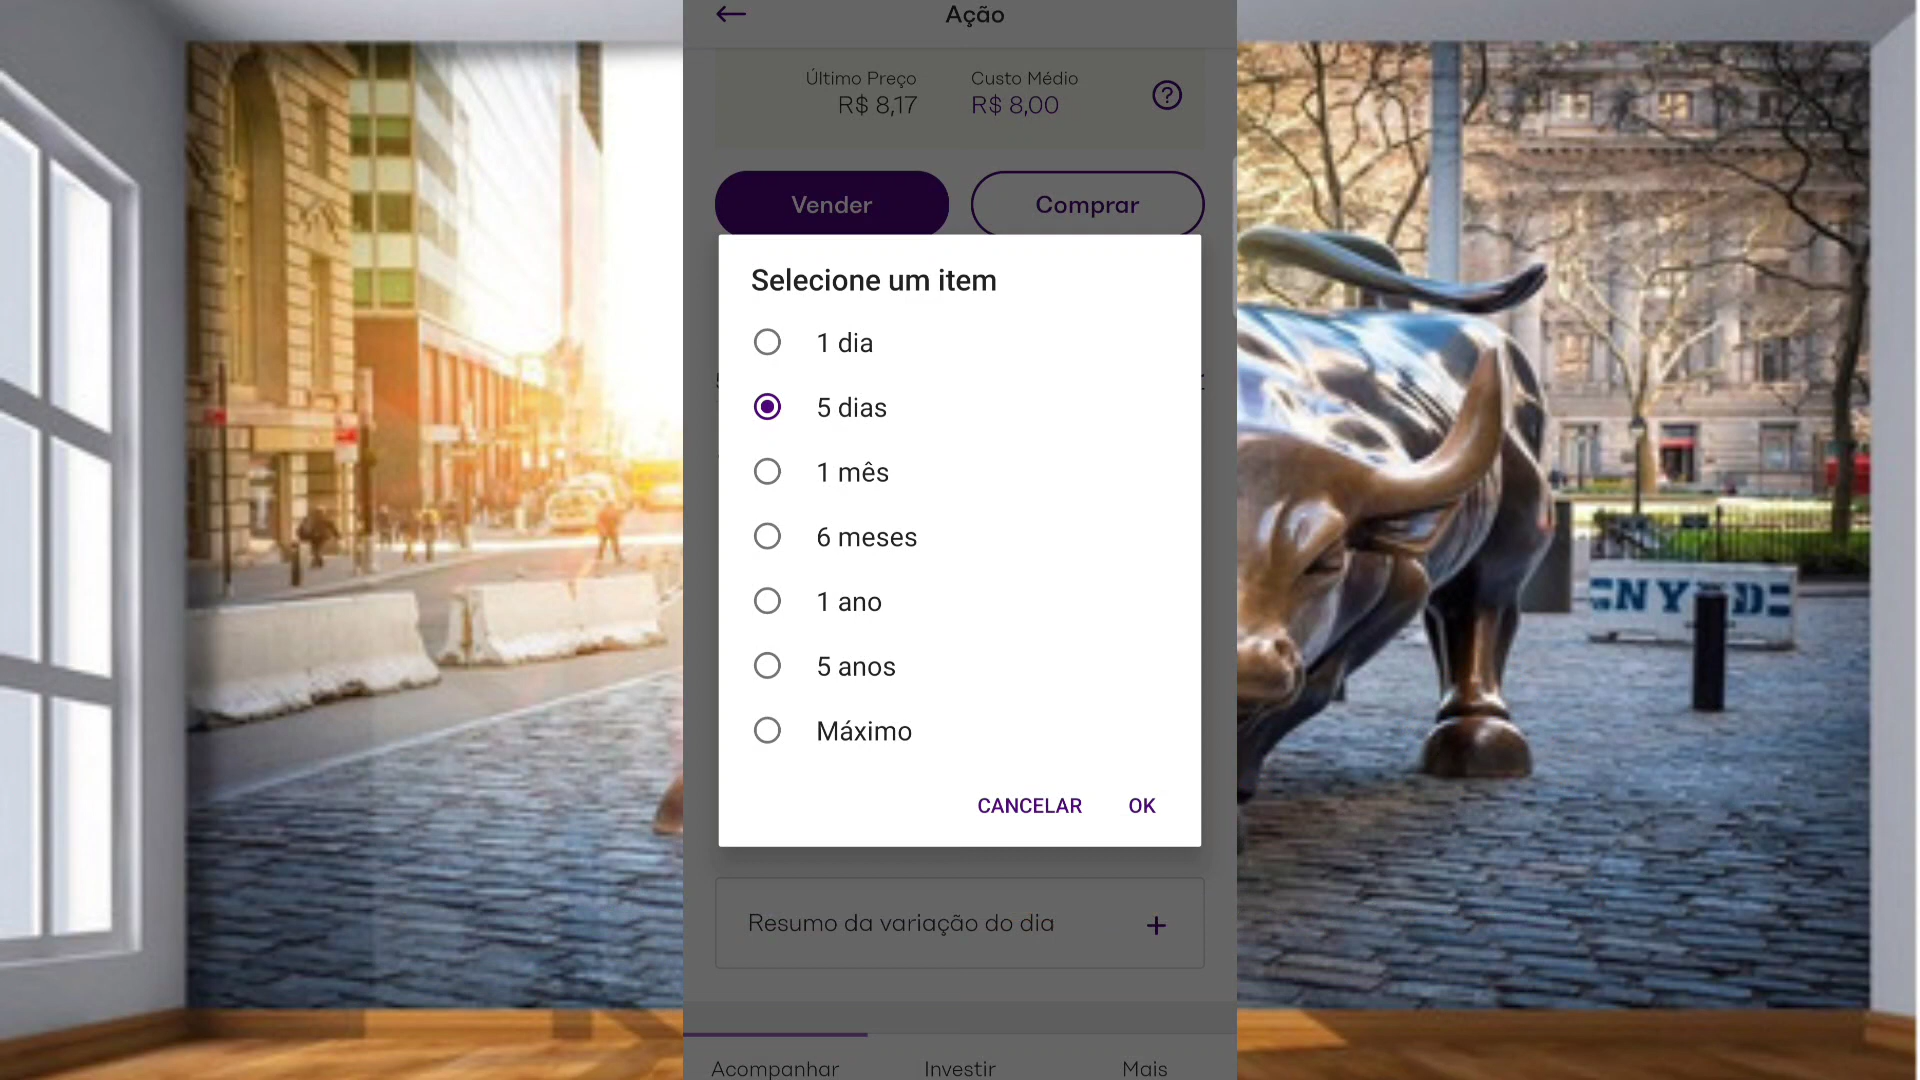 Ação
Último Preço
R$ 8,17
Custo Médio
R$ 8,00
?
Vender
Comprar
Selecione um item
1 dia
5 dias
1 mês
6 meses
1 ano
5 anos
Máximo
CANCELAR
OK
Resumo da variação do dia
+
Acompanhar
Investir
Mais